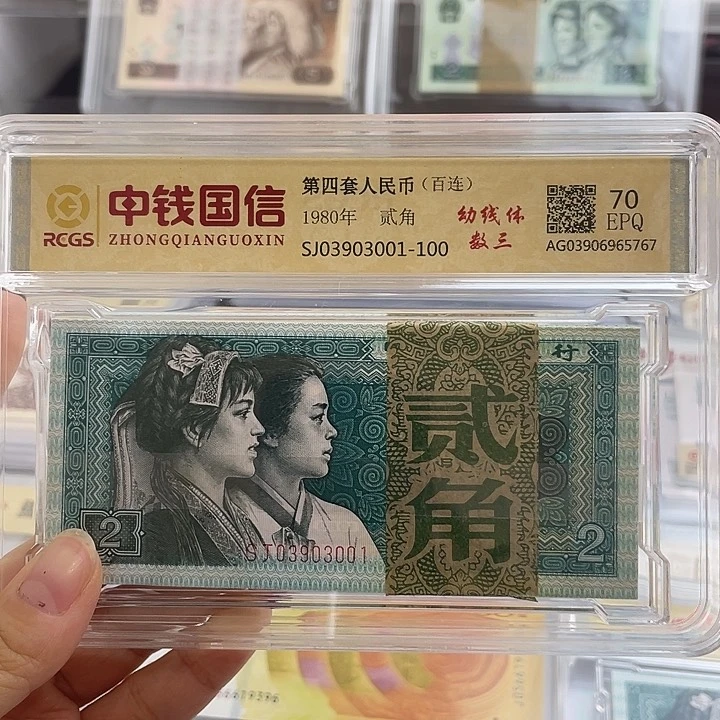 中钱国信
RCGS ZHONGQIANGUOXIN
第四套人民币（百连）
1980年 贰角
SJ03903001-100
幼线体
数三
70
EPQ
AG03906965767
行
贰角
2
SJ03903001
2